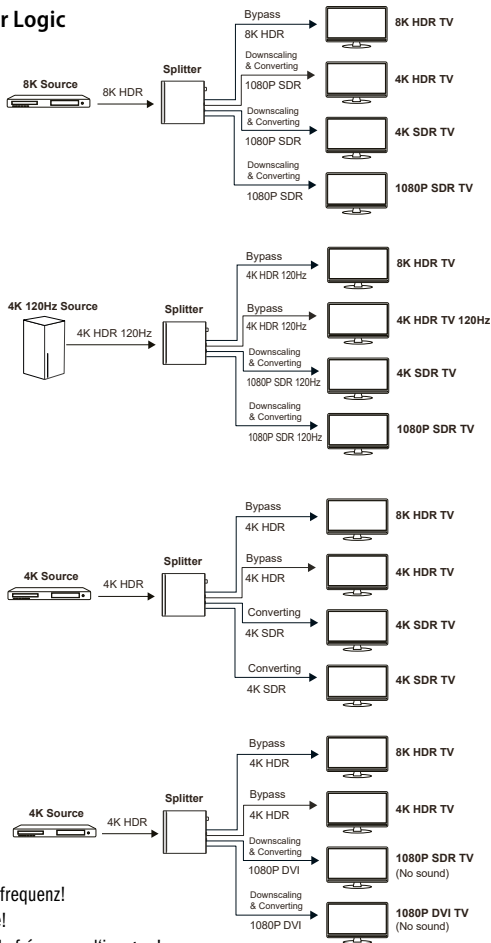 r Logic
Bypass
8K HDR
8K HDR TV
Splitter
8K Source
8K HDR
Downscaling
& Converting
1080P SDR
4K HDR TV
Downscaling
& Converting
1080P SDR
4K SDR TV
Downscaling
& Converting
1080P SDR
1080P SDR TV
Bypass
4K HDR 120Hz
8K HDR TV
4K 120Hz Source
Splitter
4K HDR 120Hz
Bypass
4K HDR 120Hz
4K HDR TV 120Hz
Downscaling
& Converting
1080P SDR 120Hz
4K SDR TV
Downscaling
& Converting
1080P SDR 120Hz
1080P SDR TV
Bypass
4K HDR
8K HDR TV
Splitter
4K Source
4K HDR
Bypass
4K HDR
4K HDR TV
Converting
4K SDR
4K SDR TV
Converting
4K SDR
4K SDR TV
Bypass
4K HDR
8K HDR TV
Splitter
4K Source
4K HDR
Bypass
4K HDR
4K HDR TV
Downscaling
& Converting
1080P DVI
1080P SDR TV
(No sound)
Downscaling
& Converting
1080P DVI
1080P DVI TV
(No sound)
frequenz!